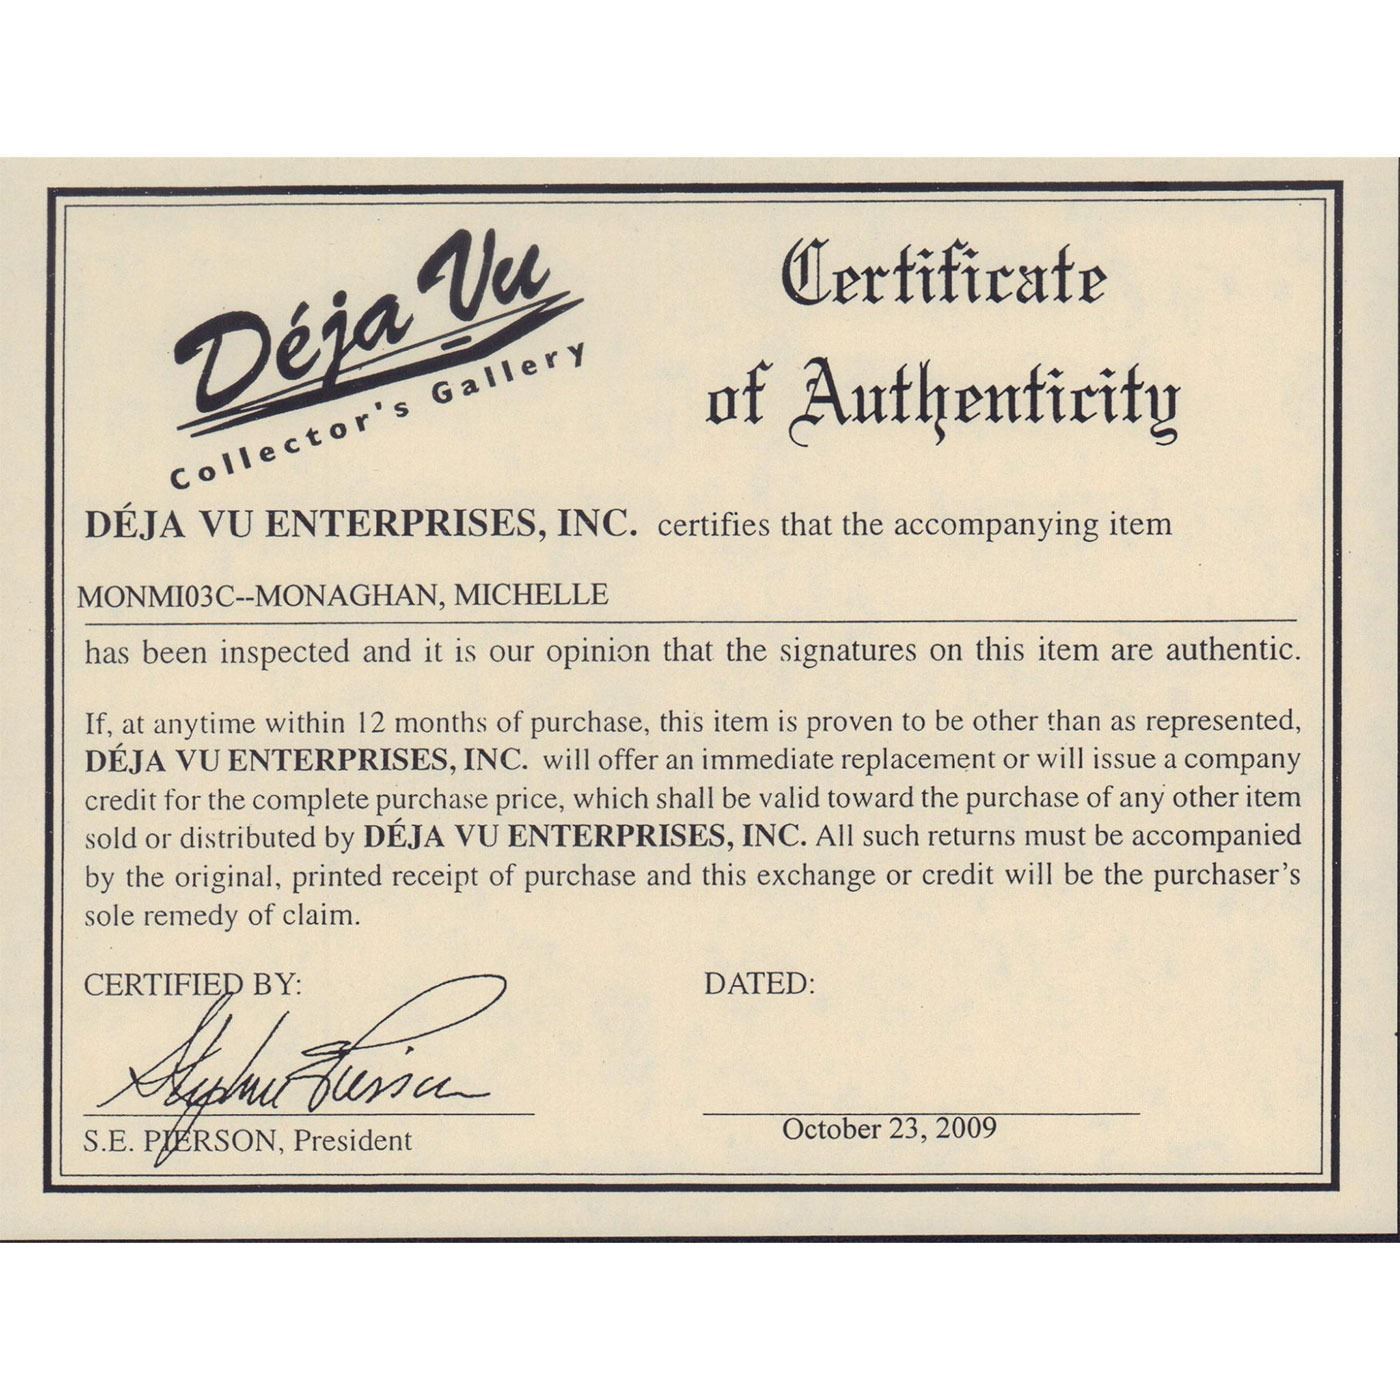 Déja Vu
Collector's Gallery
Certificate
of Authenticity
DÉJA VU ENTERPRISES, INC. certifies that the accompanying item
MONMI03C--MONAGHAN, MICHELLE
has been inspected and it is our opinion that the signatures on this item are authentic.
If, at anytime within 12 months of purchase, this item is proven to be other than as represented,
DÉJA VU ENTERPRISES, INC. will offer an immediate replacement or will issue a company
credit for the complete purchase price, which shall be valid toward the purchase of any other item
sold or distributed by DÉJA VU ENTERPRISES, INC. All such returns must be accompanied
by the original, printed receipt of purchase and this exchange or credit will be the purchaser's
sole remedy of claim.
CERTIFIED BY:
Stephanie Pierson
S.E. PIERSON, President
DATED:
October 23, 2009